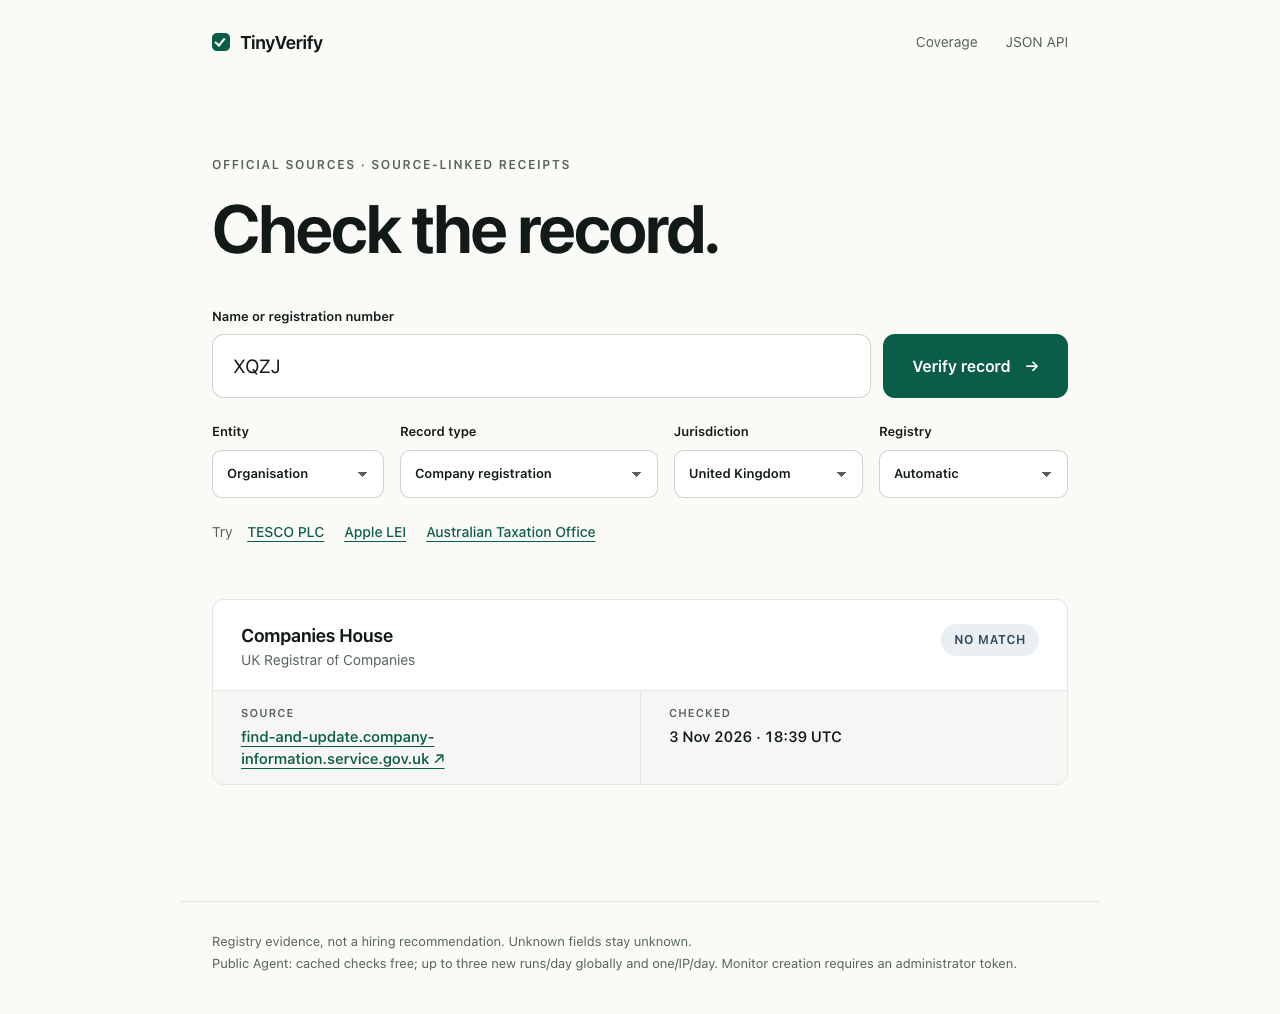 TinyVerify
Coverage
JSON API
OFFICIAL SOURCES · SOURCE-LINKED RECEIPTS
Check the record.
Name or registration number
XQZJ
Verify record →
Entity
Record type
Jurisdiction
Registry
Organisation
Company registration
United Kingdom
Automatic
Try TESCO PLC Apple LEI Australian Taxation Office
Companies House
NO MATCH
UK Registrar of Companies
SOURCE
find-and-update.company-
information.service.gov.uk ↗
CHECKED
3 Nov 2026 · 18:39 UTC
Registry evidence, not a hiring recommendation. Unknown fields stay unknown.
Public Agent: cached checks free; up to three new runs/day globally and one/IP/day. Monitor creation requires an administrator token.